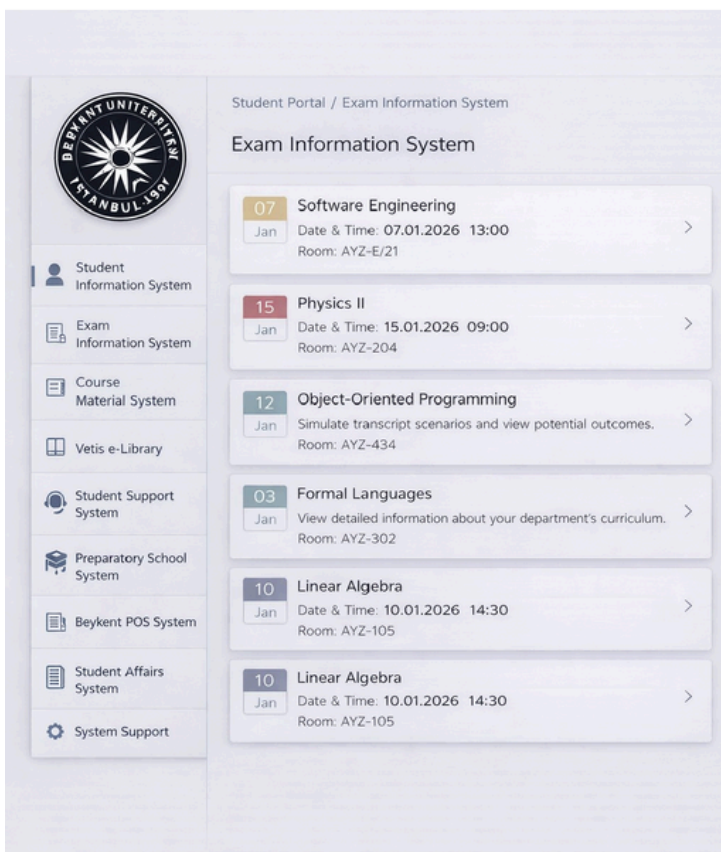 Student Portal / Exam Information System
Exam Information System
ISTANBUL·199
Student
Information System
Exam
Information System
Course
Material System
Vetis e-Library
Student Support
System
Preparatory School
System
Beykent POS System
Student Affairs
System
System Support
07
Jan
Software Engineering
Date & Time: 07.01.2026 13:00
Room: AYZ-E/21
15
Jan
Physics II
Date & Time: 15.01.2026 09:00
Room: AYZ-204
12
Jan
Object-Oriented Programming
Simulate transcript scenarios and view potential outcomes.
Room: AYZ-434
03
Jan
Formal Languages
View detailed information about your department's curriculum.
Room: AYZ-302
10
Jan
Linear Algebra
Date & Time: 10.01.2026 14:30
Room: AYZ-105
10
Jan
Linear Algebra
Date & Time: 10.01.2026 14:30
Room: AYZ-105